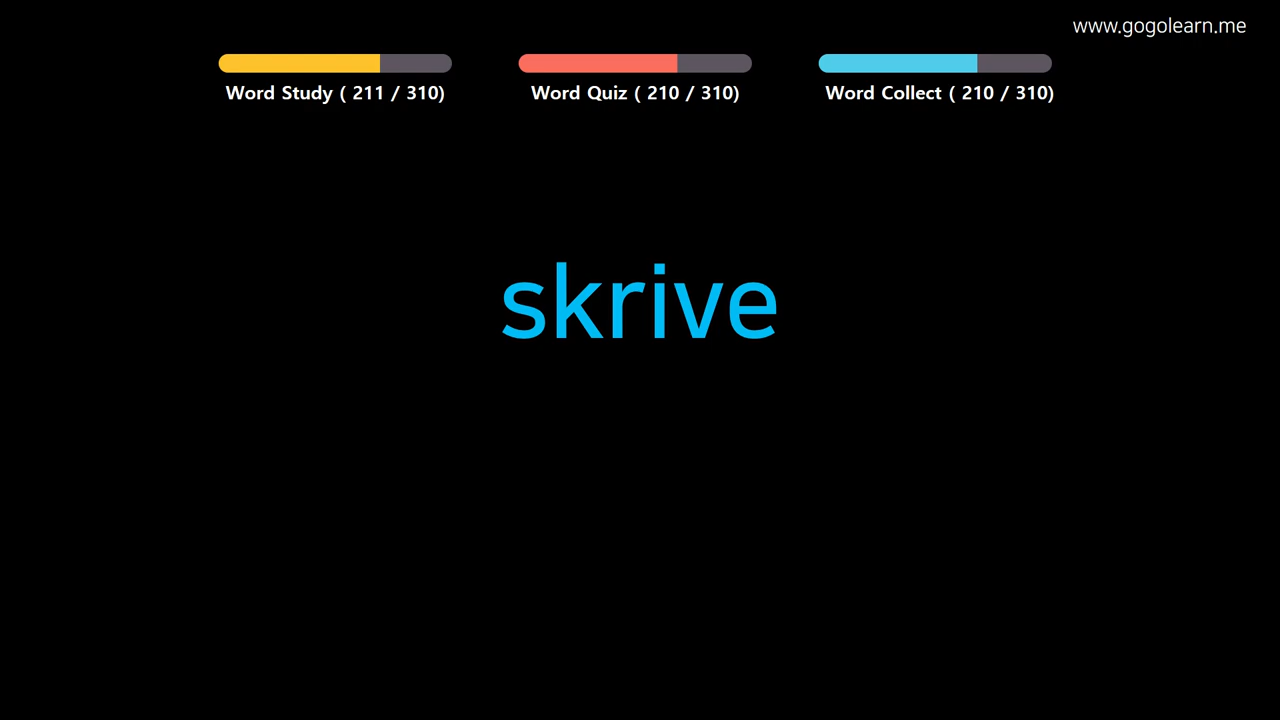 www.gogolearn.me
Word Study ( 211 / 310)
Word Quiz ( 210 / 310)
Word Collect ( 210 / 310)
skrive